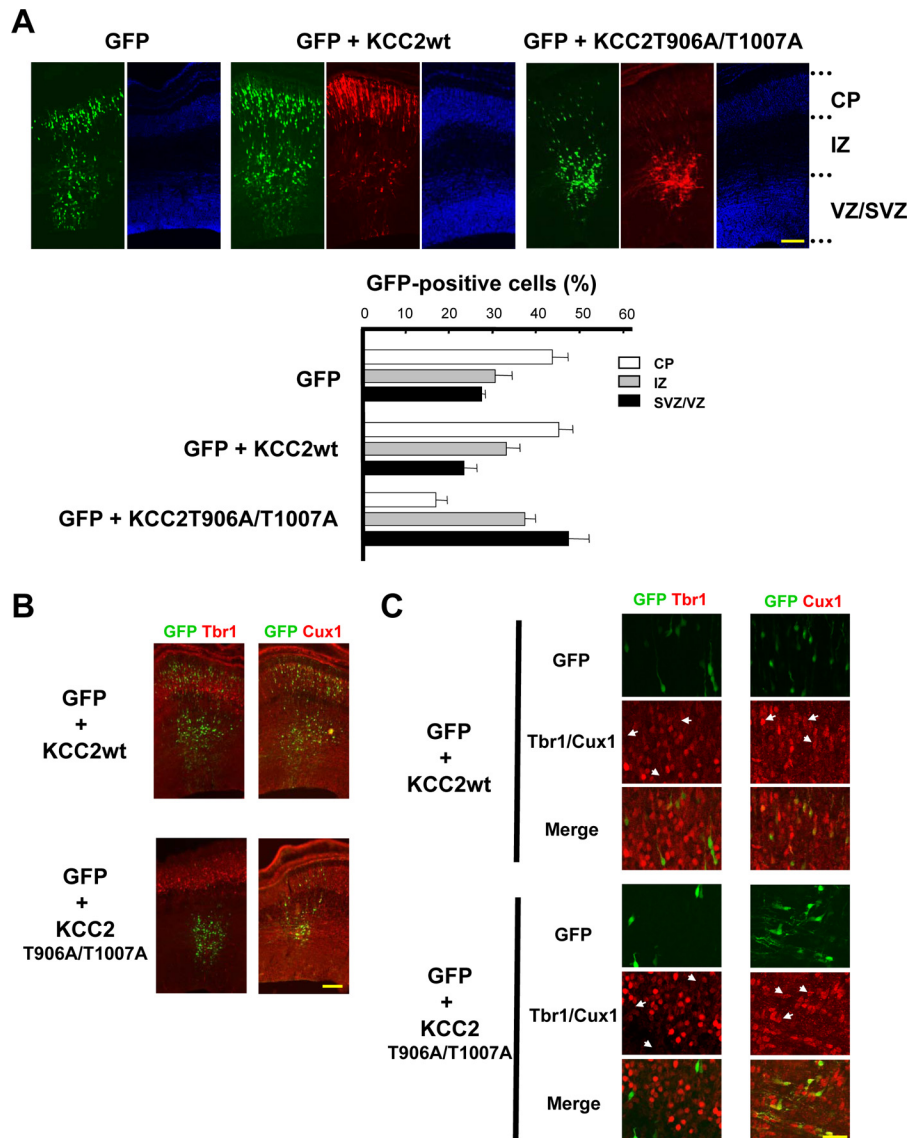 A
GFP
GFP + KCC2wt
GFP + KCC2T906A/T1007A
CP
IZ
VZ/SVZ
GFP-positive cells (%)
0 10 20 30 40 50 60
GFP
GFP + KCC2wt
GFP + KCC2T906A/T1007A
CP
IZ
SVZ/VZ
B
GFP Tbr1
GFP Cux1
GFP
+
KCC2wt
GFP
+
KCC2
T906A/T1007A
C
GFP Tbr1
GFP Cux1
GFP
+
KCC2wt
GFP
Tbr1/Cux1
Merge
GFP
+
KCC2
T906A/T1007A
GFP
Tbr1/Cux1
Merge